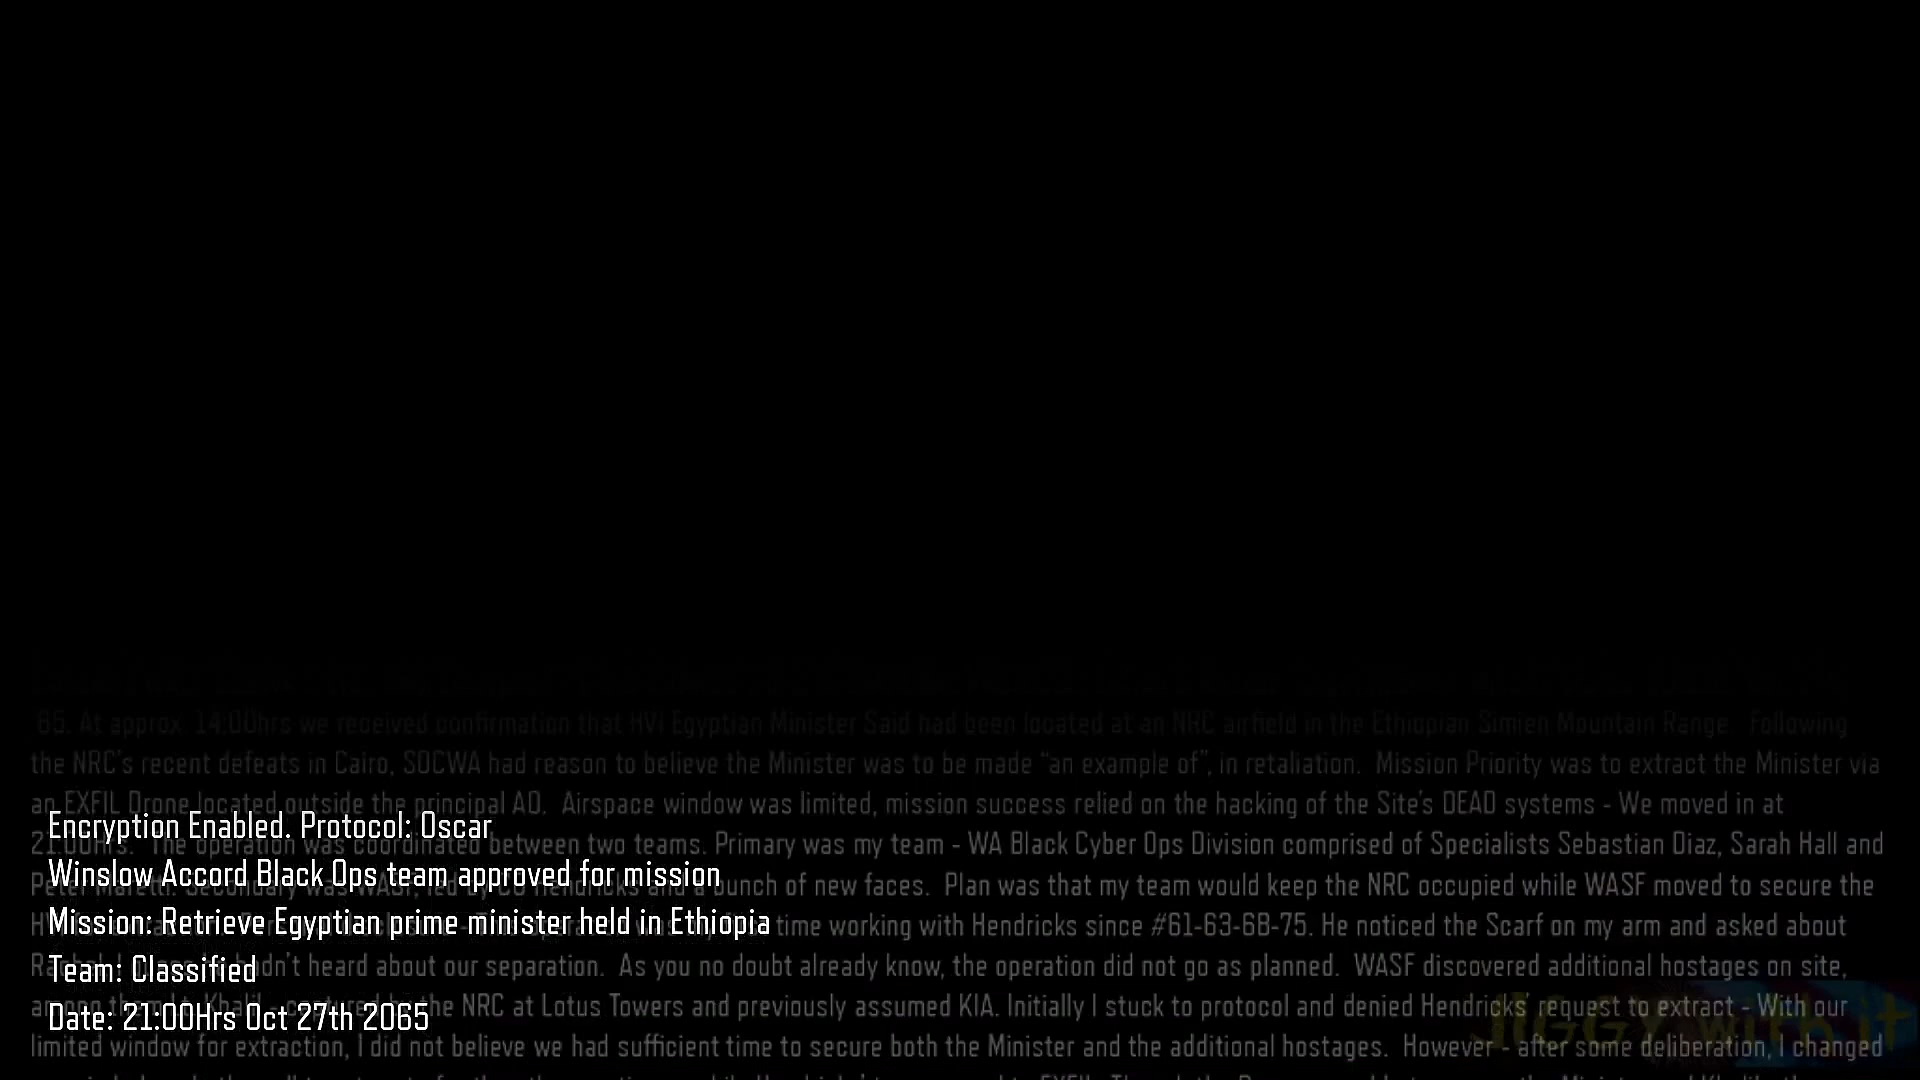 85. At approx. 14:00hrs we received confirmation that HVI Egyptian Minister Said had been located at an NRC airfield in the Ethiopian Simien Mountain Range. Following
the NRC's recent defeats in Cairo, SOCWA had reason to believe the Minister was to be made “an example of”, in retaliation. Mission Priority was to extract the Minister via
an EXFIL Drone located outside the principal AO. Airspace window was limited, mission success relied on the hacking of the Site's DEAD systems - We moved in at
Encryption Enabled. Protocol: Oscar
21:00Hrs. The operation was coordinated between two teams. Primary was my team - WA Black Cyber Ops Division comprised of Specialists Sebastian Diaz, Sarah Hall and
Winslow Accord Black Ops team approved for mission
bunch of new faces. Plan was that my team would keep the NRC occupied while WASF moved to secure the
Mission: Retrieve Egyptian prime minister held in Ethiopia
time working with Hendricks since #61-63-6B-75. He noticed the Scarf on my arm and asked about
Team: Classified
hadn't heard about our separation. As you no doubt already know, the operation did not go as planned. WASF discovered additional hostages on site,
the NRC at Lotus Towers and previously assumed KIA. Initially I stuck to protocol and denied Hendricks' request to extract - With our
Date: 21:00Hrs Oct 27th 2065
limited window for extraction, I did not believe we had sufficient time to secure both the Minister and the additional hostages. However - after some deliberation, I changed
JIGGY with it